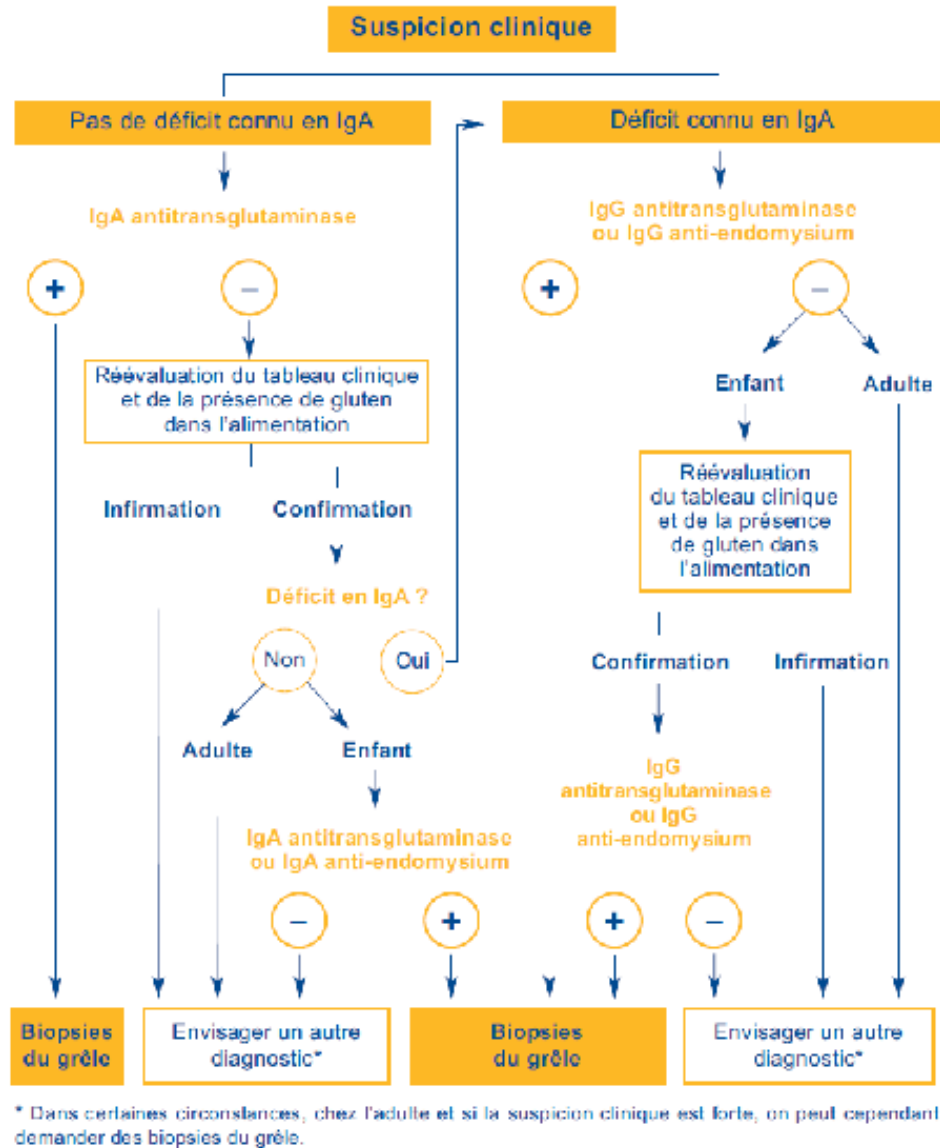 Suspicion clinique
Pas de déficit connu en IgA
Déficit connu en IgA
IgA antitransglutaminase
IgG antitransglutaminase
ou IgG anti-endomysium
+
−
+
−
Réévaluation du tableau clinique
et de la présence de gluten
dans l'alimentation
Enfant
Adulte
Réévaluation
du tableau clinique
et de la présence
de gluten dans
l'alimentation
Infirmation
Confirmation
Déficit en IgA ?
Non
Oui
Confirmation
Infirmation
Adulte
Enfant
IgG
antitransglutaminase
ou IgG
anti-endomysium
IgA antitransglutaminase
ou IgA anti-endomysium
−
+
+
−
Biopsies
du grêle
Envisager un autre
diagnostic*
Biopsies
du grêle
Envisager un autre
diagnostic*
* Dans certaines circonstances, chez l'adulte et si la suspicion clinique est forte, on peut cependant
demander des biopsies du grêle.